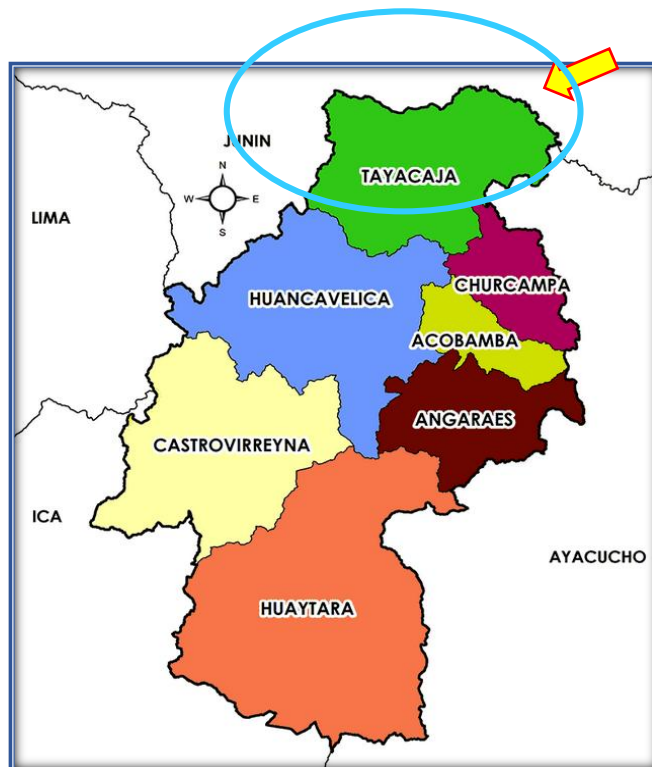 JUNIN
N
TAYACAJA
W E
S
LIMA
CHURCAMPA
HUANCAVELICA
ACOBAMBA
ANGARAES
CASTROVIRREYNA
ICA
AYACUCHO
HUAYTARA